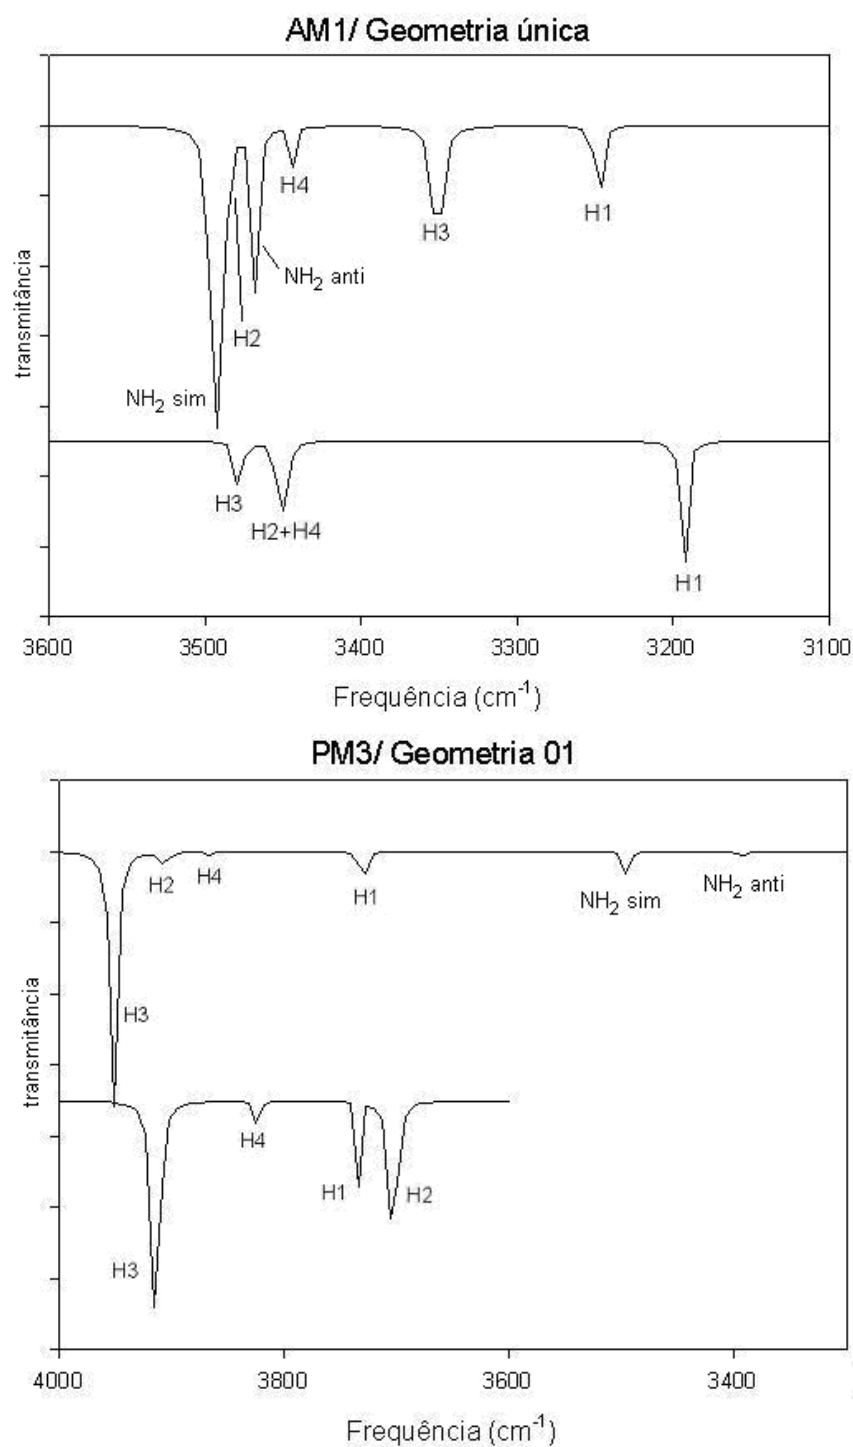 AM1/ Geometria única
H4
H3
H1
NH2 anti
H2
transmitância
NH2 sim
H3
H2+H4
H1
3600 3500 3400 3300 3200 3100
Frequência (cm-1)
PM3/ Geometria 01
H2 H4 H1 NH2 sim NH2 anti
H3
transmitância
H4
H1 H2
H3
4000 3800 3600 3400
Frequência (cm-1)